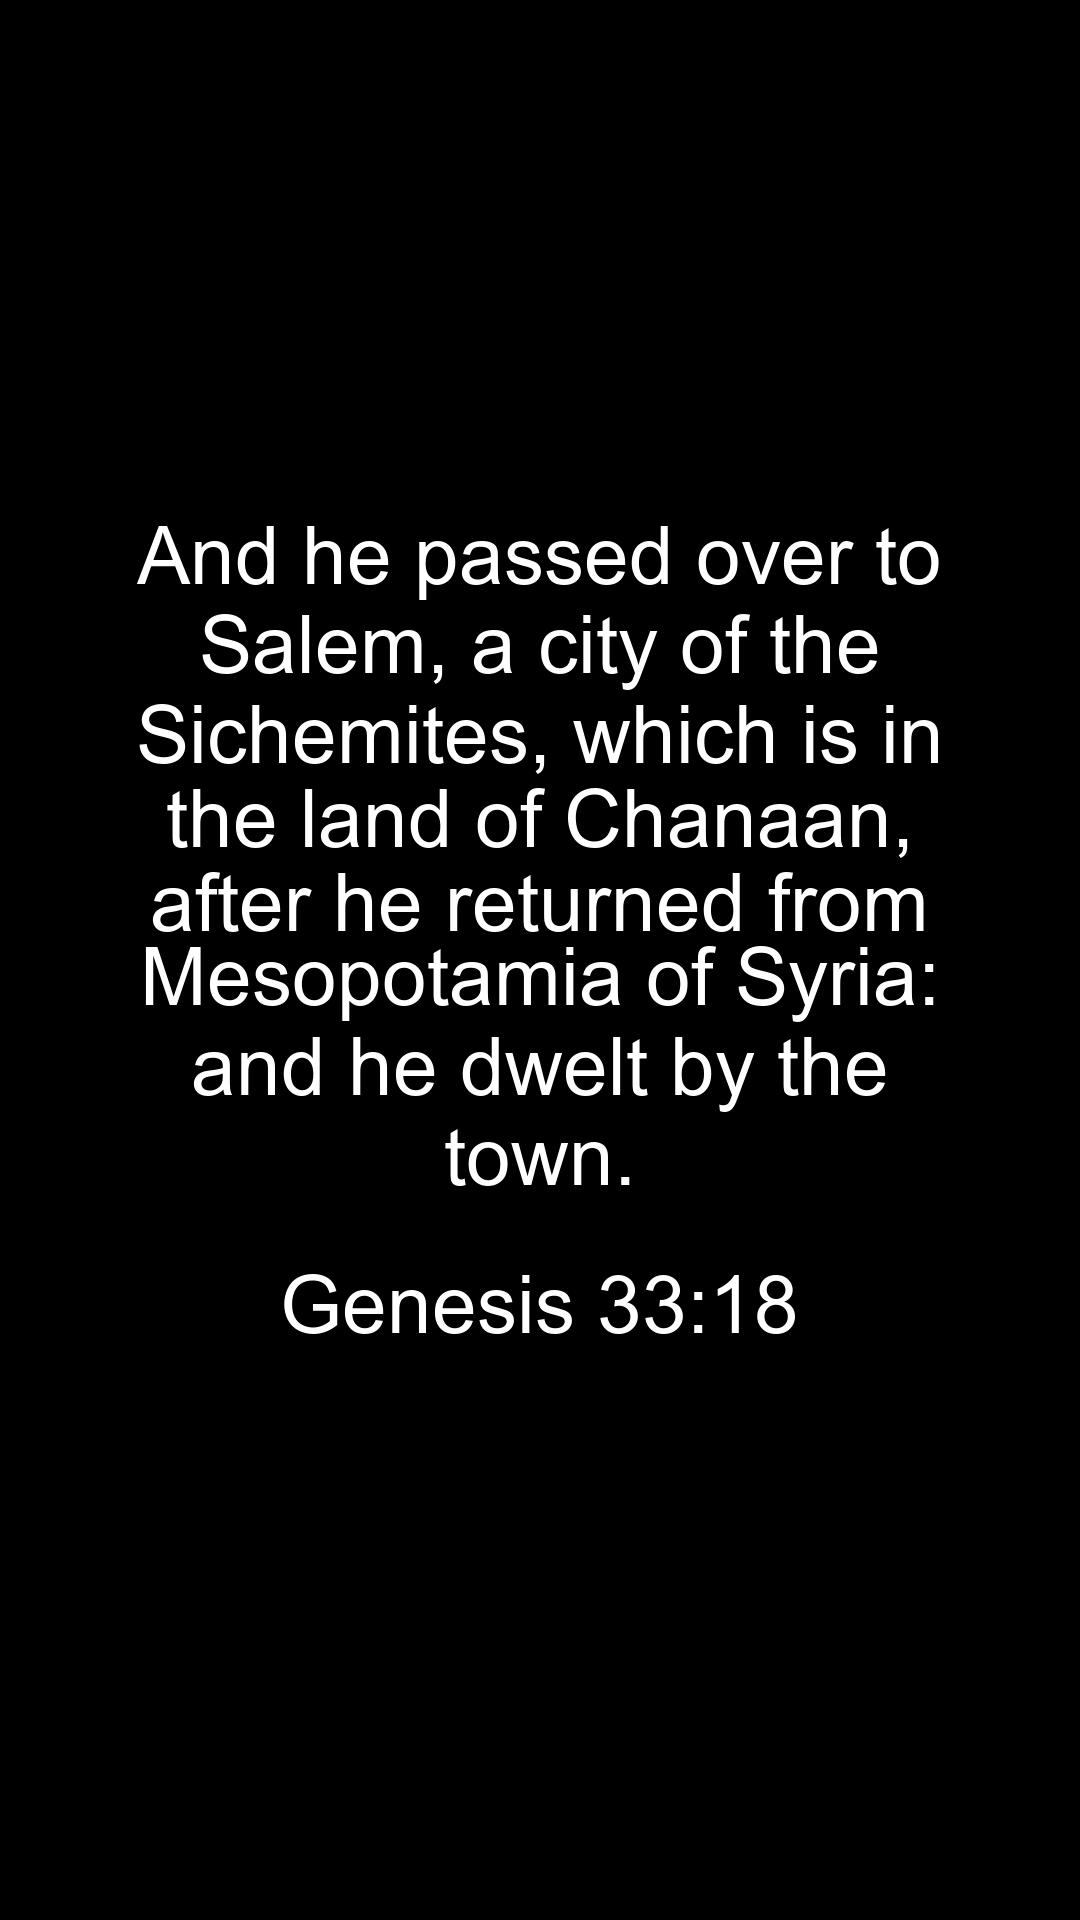 And he passed over to
Salem, a city of the
Sichemites, which is in
the land of Chanaan,
after he returned from
Mesopotamia of Syria:
and he dwelt by the
town.
Genesis 33:18